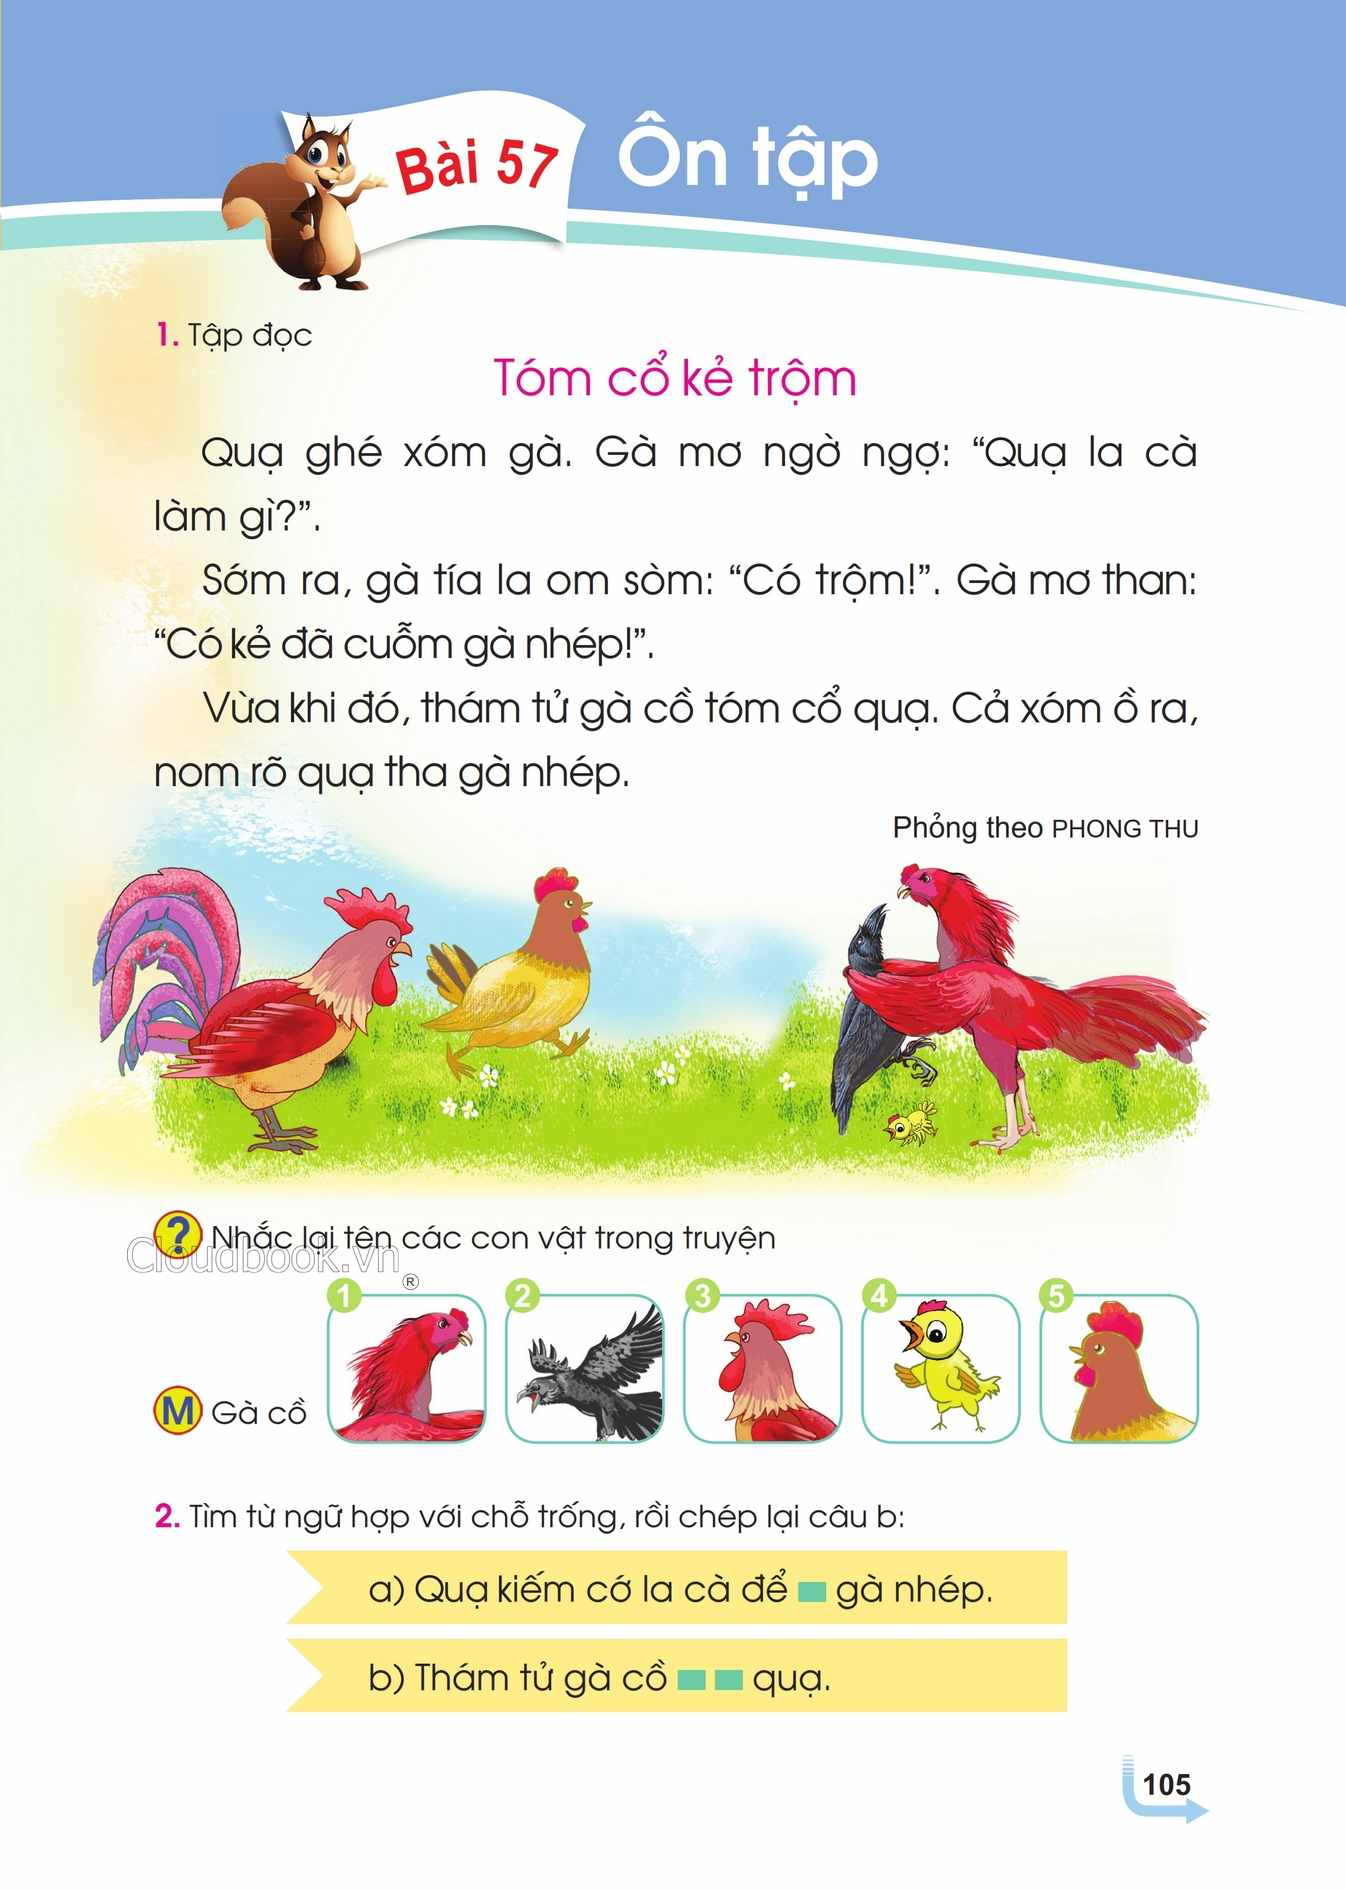 Bài 57
Ôn tập
1. Tập đọc
Tóm cổ kẻ trộm
Quạ ghé xóm gà. Gà mơ ngờ ngợ: “Quạ la cà
làm gì?”.
Sớm ra, gà tía la om sòm: “Có trộm!”. Gà mơ than:
“Có kẻ đã cuỗm gà nhép!”.
Vừa khi đó, thám tử gà cồ tóm cổ quạ. Cả xóm ồ ra,
nom rõ quạ tha gà nhép.
Phỏng theo PHONG THU
? Nhắc lại tên các con vật trong truyện
Cloudbook.vn ®
1 2 3 4 5
M Gà cồ
2. Tìm từ ngữ hợp với chỗ trống, rồi chép lại câu b:
a) Quạ kiếm cớ la cà để gà nhép.
b) Thám tử gà cồ quạ.
105